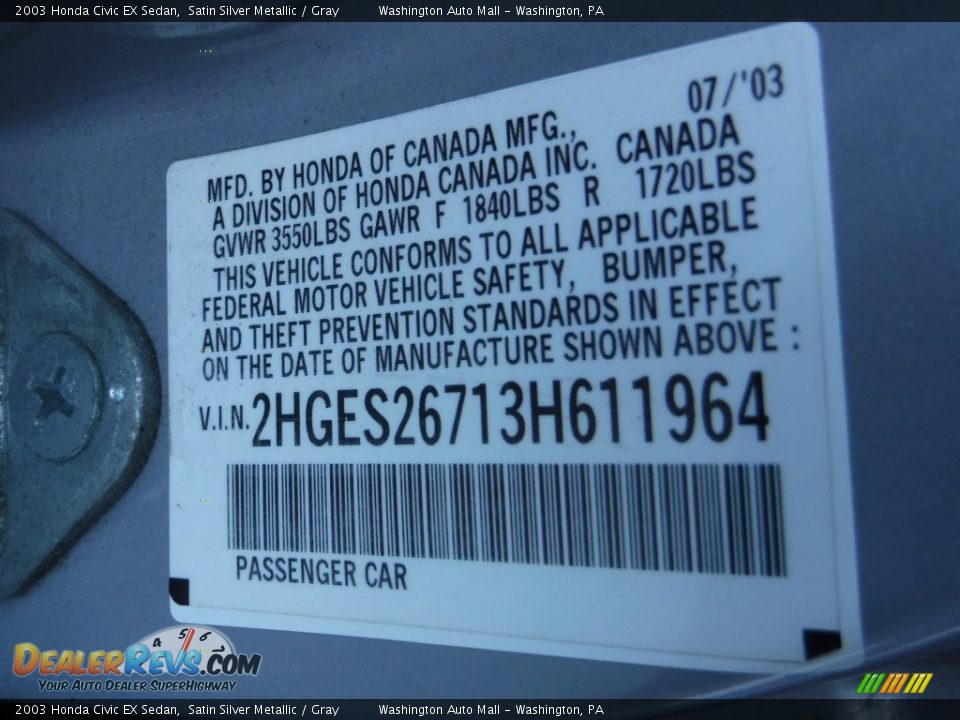 2003 Honda Civic EX Sedan, Satin Silver Metallic / Gray Washington Auto Mall - Washington, PA
07/'03
MFD. BY HONDA OF CANADA MFG.,
A DIVISION OF HONDA CANADA INC. CANADA
GVWR 3550LBS GAWR F 1840LBS R 1720LBS
THIS VEHICLE CONFORMS TO ALL APPLICABLE
FEDERAL MOTOR VEHICLE SAFETY, BUMPER,
AND THEFT PREVENTION STANDARDS IN EFFECT
ON THE DATE OF MANUFACTURE SHOWN ABOVE :
V.I.N. 2HGES26713H611964
PASSENGER CAR
4 5 6
DEALERREVS.COM
YOUR AUTO DEALER SUPERHIGHWAY
2003 Honda Civic EX Sedan, Satin Silver Metallic / Gray Washington Auto Mall - Washington, PA